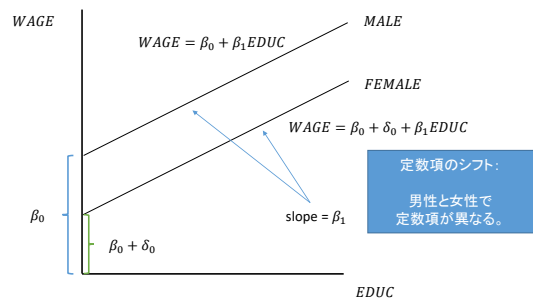 WAGE
MALE
WAGE = β₀ + β₁EDUC
FEMALE
WAGE = β₀ + δ₀ + β₁EDUC
定数項のシフト:
男性と女性で
定数項が異なる。
β₀
slope = β₁
β₀ + δ₀
EDUC